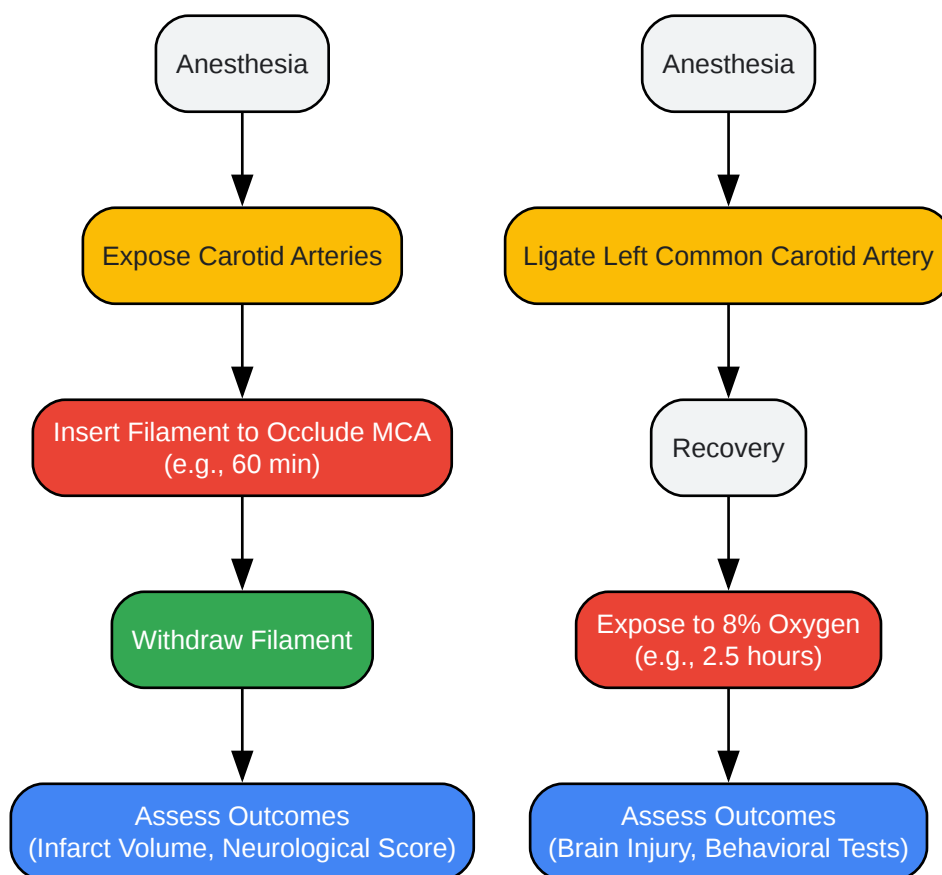 Anesthesia
Expose Carotid Arteries
Insert Filament to Occlude MCA
(e.g., 60 min)
Withdraw Filament
Assess Outcomes
(Infarct Volume, Neurological Score)
Anesthesia
Ligate Left Common Carotid Artery
Recovery
Expose to 8% Oxygen
(e.g., 2.5 hours)
Assess Outcomes
(Brain Injury, Behavioral Tests)